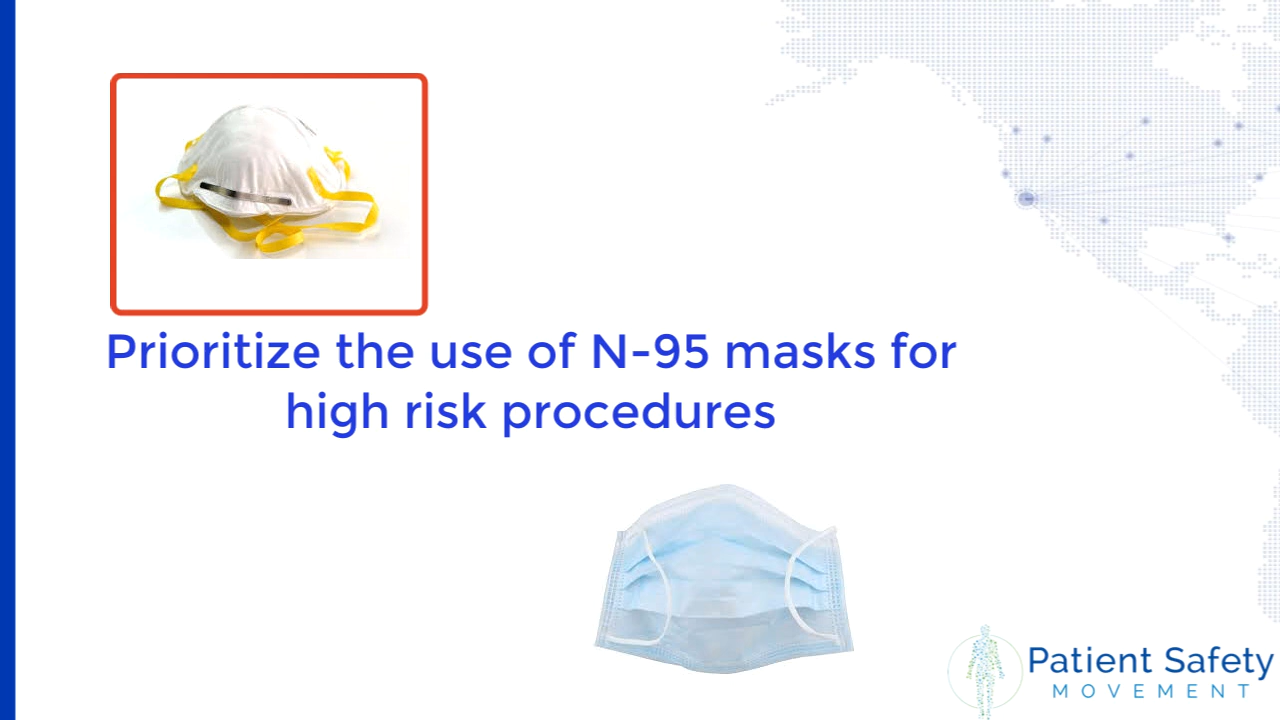 Prioritize the use of N-95 masks for
high risk procedures
Patient Safety
MOVEMENT